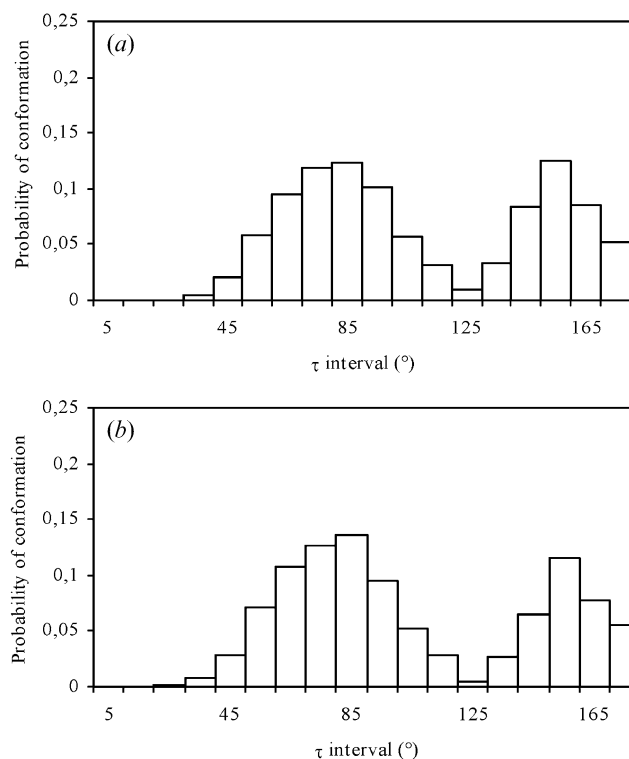 (a)
Probability of conformation
0,25
0,2
0,15
0,1
0,05
0
5 45 85 125 165
τ interval (°)
(b)
Probability of conformation
0,25
0,2
0,15
0,1
0,05
0
5 45 85 125 165
τ interval (°)